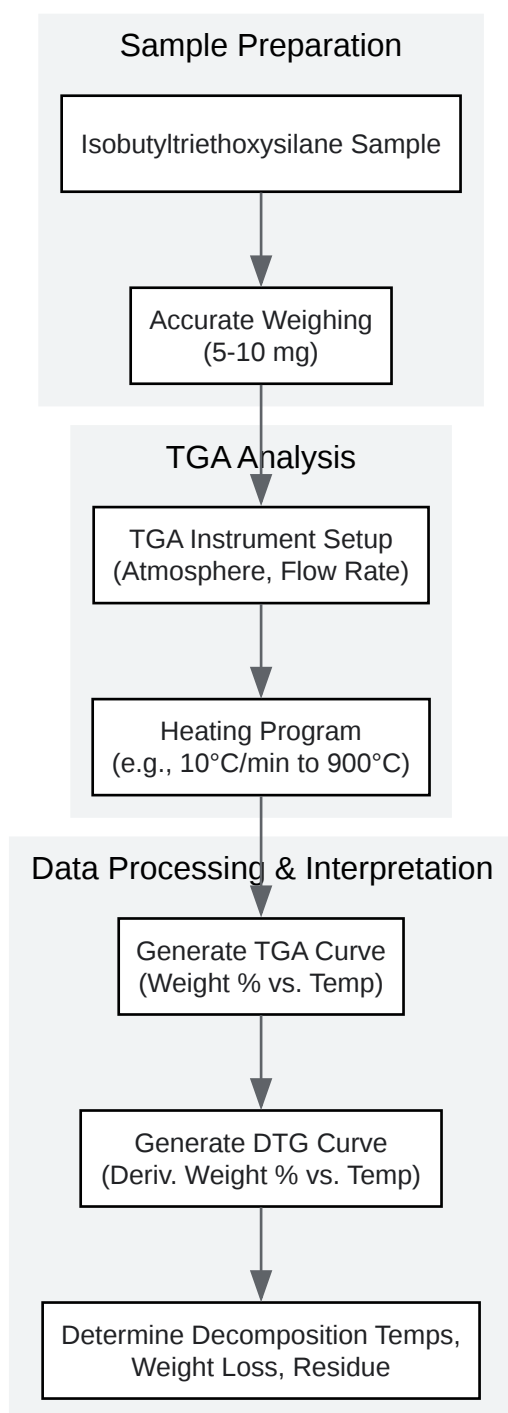 Sample Preparation
Isobutyltriethoxysilane Sample
Accurate Weighing
(5-10 mg)
TGA Analysis
TGA Instrument Setup
(Atmosphere, Flow Rate)
Heating Program
(e.g., 10°C/min to 900°C)
Data Processing & Interpretation
Generate TGA Curve
(Weight % vs. Temp)
Generate DTG Curve
(Deriv. Weight % vs. Temp)
Determine Decomposition Temps,
Weight Loss, Residue